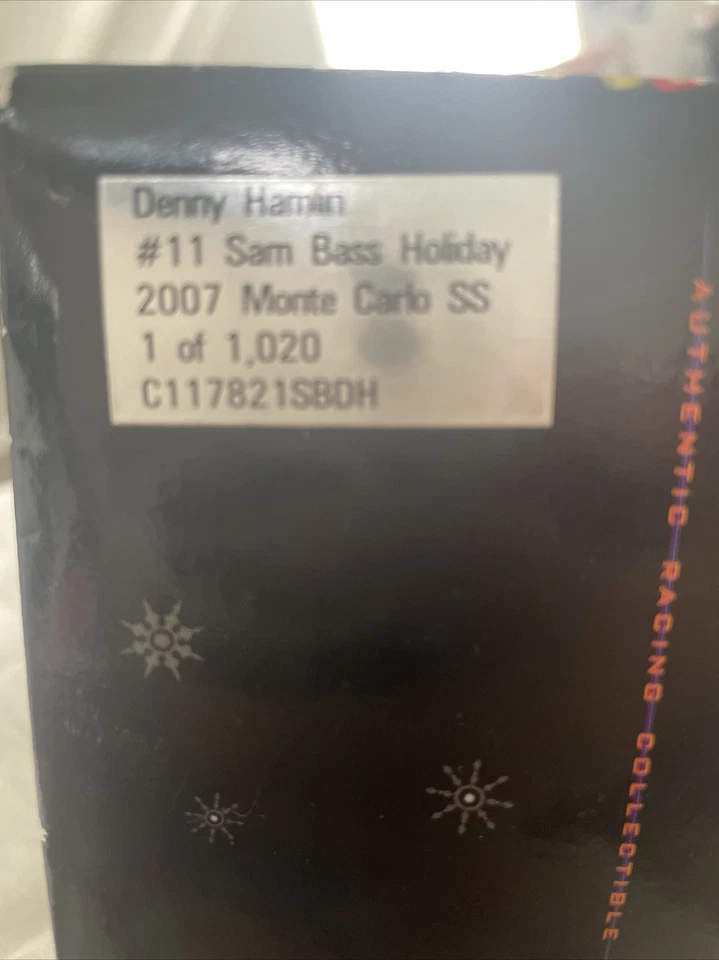 Denny Hamlin
#11 Sam Bass Holiday
2007 Monte Carlo SS
1 of 1,020
C117821SBDH
AUTHENTIC RACING COLLECTIBLE